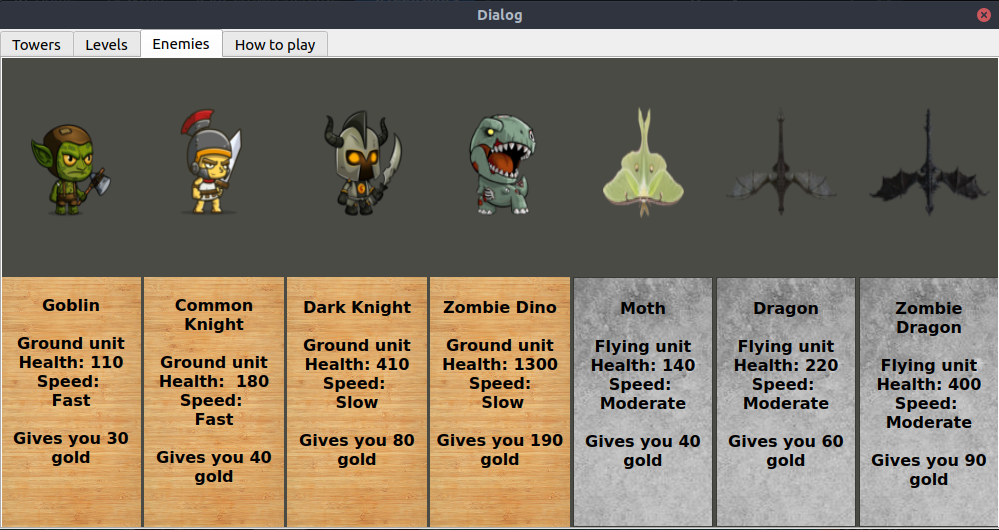 Dialog
Towers
Levels
Enemies
How to play
Goblin
Ground unit
Health: 110
Speed:
Fast
Gives you 30
gold
Common
Knight
Ground unit
Health:  180
Speed:
Fast
Gives you 40
gold
Dark Knight
Ground unit
Health: 410
Speed:
Slow
Gives you 80
gold
Zombie Dino
Ground unit
Health: 1300
Speed:
Slow
Gives you 190
gold
Moth
Flying unit
Health: 140
Speed:
Moderate
Gives you 40
gold
Dragon
Flying unit
Health: 220
Speed:
Moderate
Gives you 60
gold
Zombie
Dragon
Flying unit
Health: 400
Speed:
Moderate
Gives you 90
gold